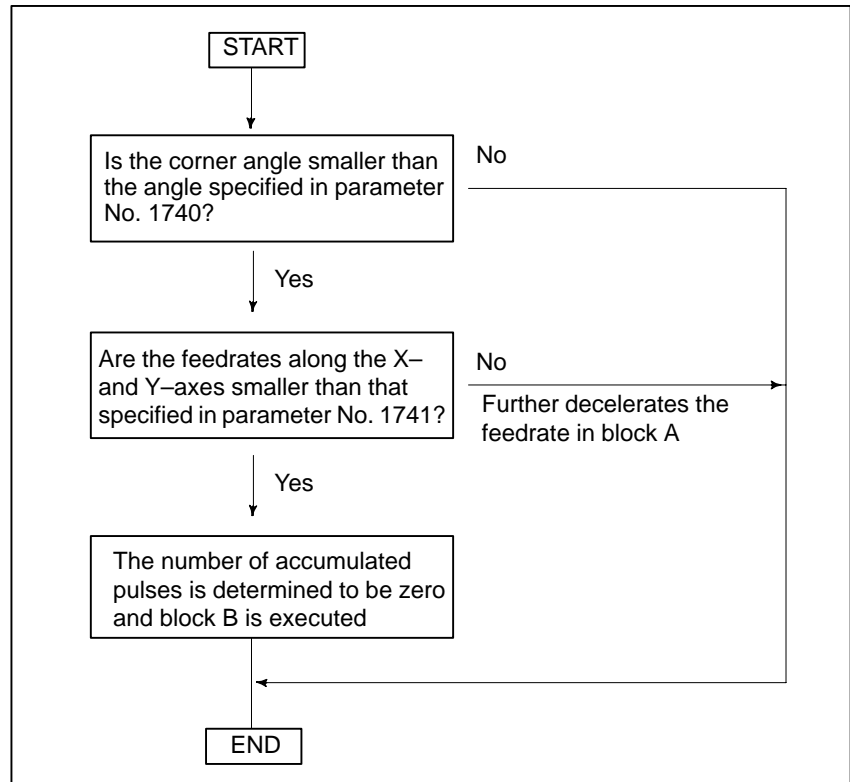 START
Is the corner angle smaller than
the angle specified in parameter
No. 1740?
No
Yes
Are the feedrates along the X–
and Y–axes smaller than that
specified in parameter No. 1741?
No
Further decelerates the
feedrate in block A
Yes
The number of accumulated
pulses is determined to be zero
and block B is executed
END